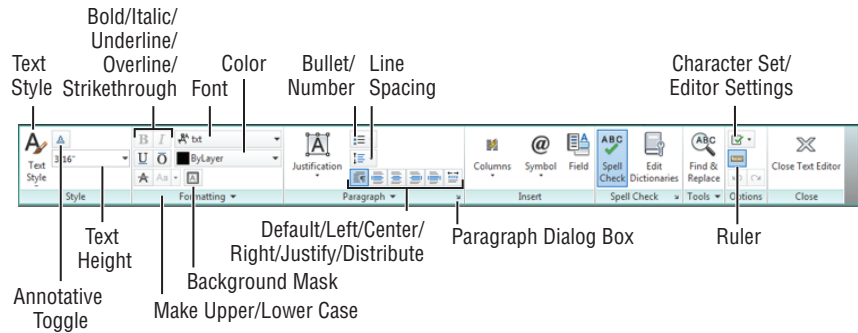 Bold/Italic/
Underline/
Overline/
Strikethrough
Text
Style
Font
Color
Bullet/
Number
Line
Spacing
Character Set/
Editor Settings
A
A
B I
txt
A
ABC
@
A
ABC
Text
Style
3/16"
U O
ByLayer
Justification
Columns
Symbol
Field
Spell
Check
Edit
Dictionaries
Find &
Replace
Close Text Editor
A
Aa
A
Style
Formatting
Paragraph
Insert
Spell Check
Tools
Options
Close
Text
Height
Default/Left/Center/
Right/Justify/Distribute
Paragraph Dialog Box
Ruler
Background Mask
Annotative
Toggle
Make Upper/Lower Case